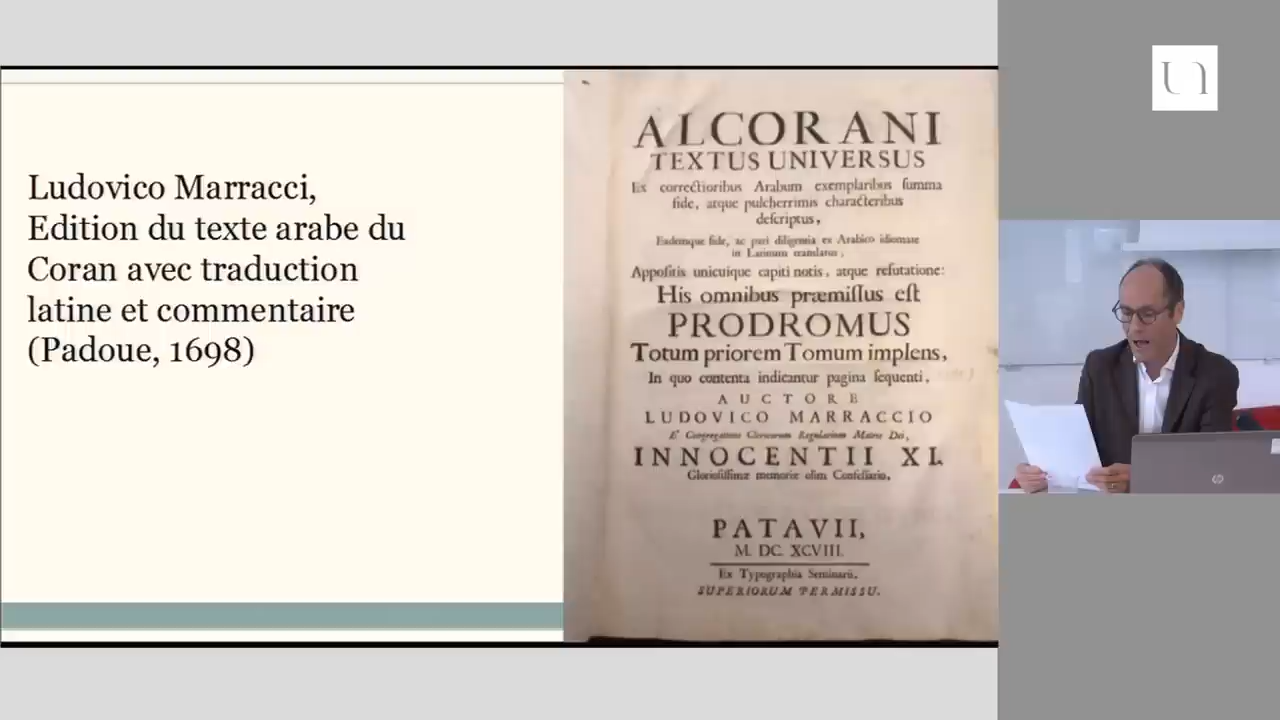 Ludovico Marracci,
Edition du texte arabe du
Coran avec traduction
latine et commentaire
(Padoue, 1698)
ALCORANI
TEXTUS UNIVERSUS
Ex correctioribus Arabum exemplaribus ſumma
fide, atque pulcherrimis characteribus
deſcriptus,
Eademque fide, ac pari diligentia ex Arabico idiomate
in Latinum translatus,
Appoſitis unicuique capiti notis, atque refutatione:
His omnibus præmiſſus eſt
PRODROMUS
Totum priorem Tomum implens,
In quo contenta indicantur pagina ſequenti,
AUCTORE
LUDOVICO MARRACCIO
E' Congregatione Clericorum Regularium Matris Dei,
INNOCENTII XI.
Glorioſiſſimæ memoriæ olim Confeſſario.
PATAVII,
M. DC. XCVIII.
Ex Typographia Seminarii.
SUPERIORUM PERMISSU.
hp